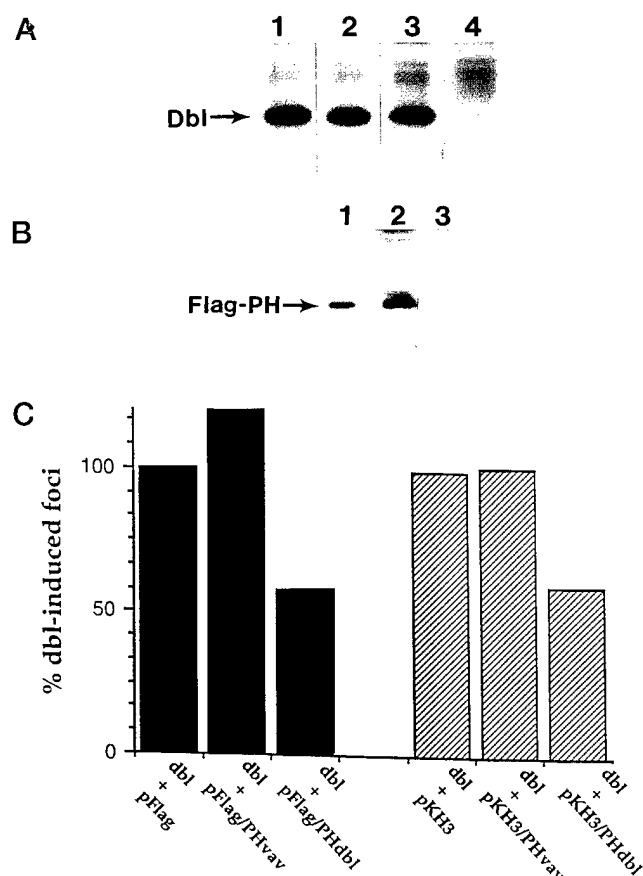 A
1 2 3 4
Dbl→
B
1 2 3
Flag-PH→
C
% dbl-induced foci
100
50
0
dbl
+
pFlag
dbl
+
pFlag/PHvav
dbl
+
pFlag/PHdbl
dbl
+
pKH3
dbl
+
pKH3/PHvav
dbl
+
pKH3/PHdbl